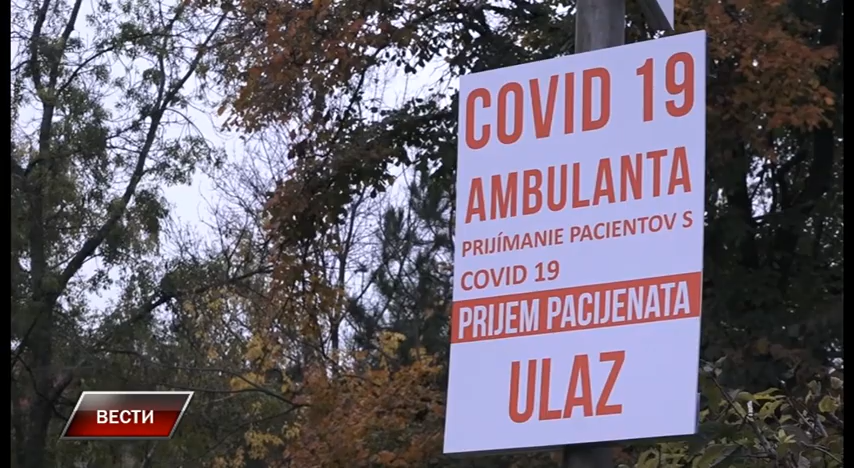 COVID 19
AMBULANTA
PRIJÍMANIE PACIENTOV S
COVID 19
PRIJEM PACIJENATA
ULAZ
ВЕСТИ